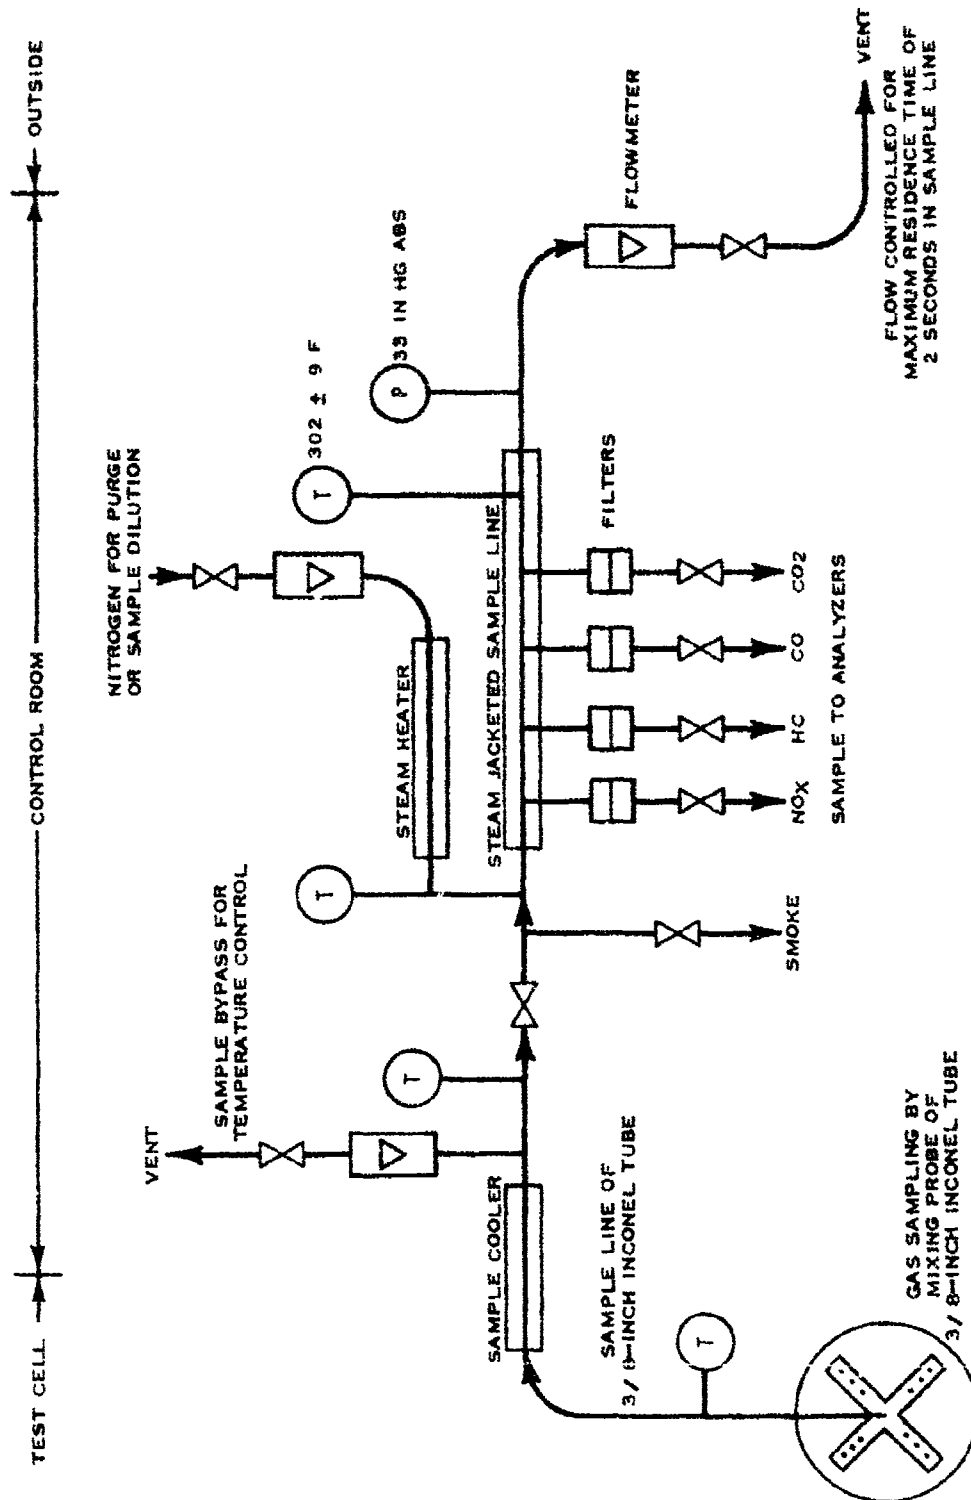 TEST CELL
CONTROL ROOM
OUTSIDE
VENT
SAMPLE BYPASS FOR
TEMPERATURE CONTROL
NITROGEN FOR PURGE
OR SAMPLE DILUTION
T
302 ± 9 F
P
33 IN HG ABS
T
T
STEAM HEATER
STEAM JACKETED SAMPLE LINE
FLOWMETER
SAMPLE COOLER
FILTERS
SAMPLE LINE OF
3/8-INCH INCONEL TUBE
T
SMOKE
NOX
HC
CO
CO2
SAMPLE TO ANALYZERS
VENT
FLOW CONTROLLED FOR
MAXIMUM RESIDENCE TIME OF
2 SECONDS IN SAMPLE LINE
GAS SAMPLING BY
MIXING PROBE OF
3/8-INCH INCONEL TUBE